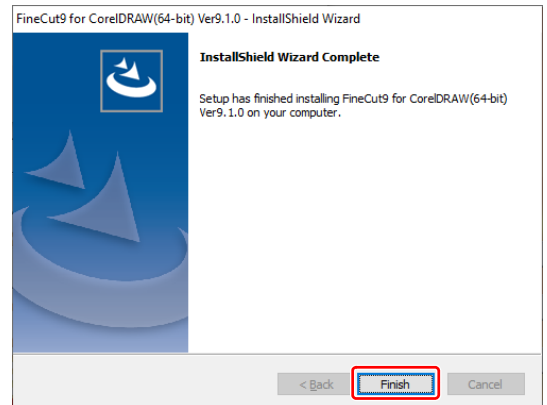 FineCut9 for CorelDRAW(64-bit) Ver9.1.0 - InstallShield Wizard
InstallShield Wizard Complete
Setup has finished installing FineCut9 for CorelDRAW(64-bit)
Ver9.1.0 on your computer.
< Back
Finish
Cancel